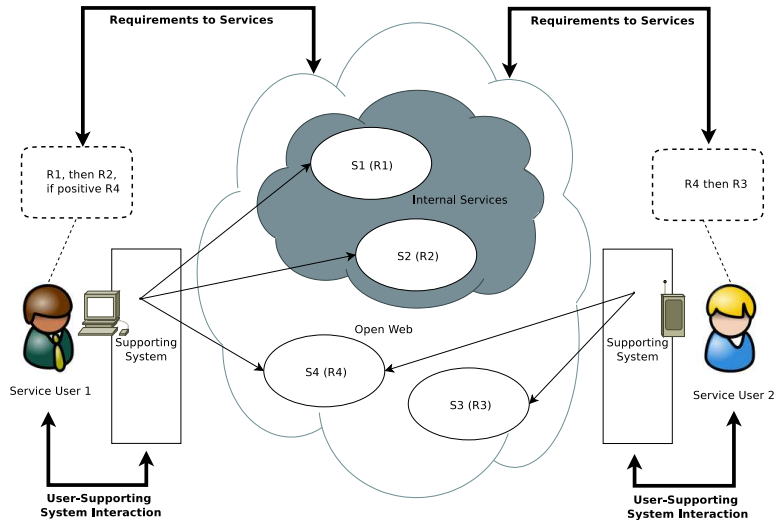 Requirements to Services
Requirements to Services
R1, then R2,
if positive R4
S1 (R1)
R4 then R3
Internal Services
S2 (R2)
Open Web
Supporting
System
Supporting
System
S4 (R4)
Service User 1
S3 (R3)
Service User 2
User-Supporting
System Interaction
User-Supporting
System Interaction